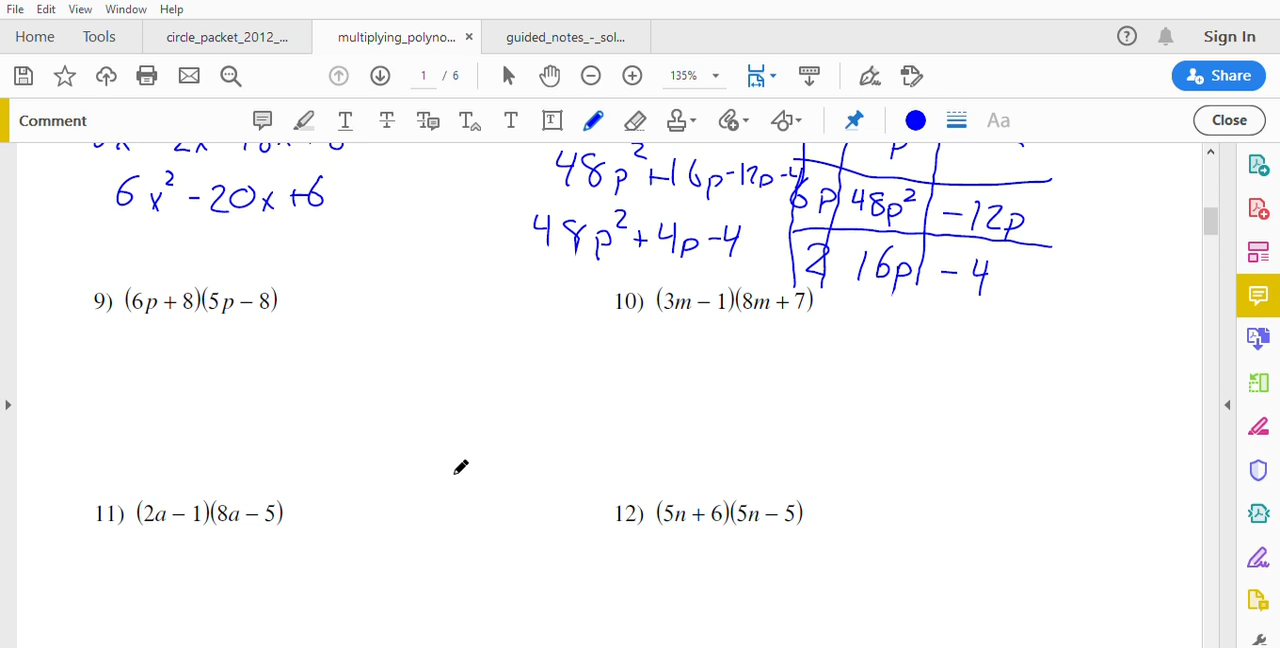 File Edit View Window Help
Home Tools circle_packet_2012_... multiplying_polyno... × guided_notes_-_sol... Sign In
1 / 6 135% Share
Comment Aa Close
48p² + 16p - 12p - 4
6x² - 20x + 6
6p 48p² - 12p
48p² + 4p - 4
2 16p - 4
9) (6p + 8)(5p − 8) 10) (3m − 1)(8m + 7)
11) (2a − 1)(8a − 5) 12) (5n + 6)(5n − 5)